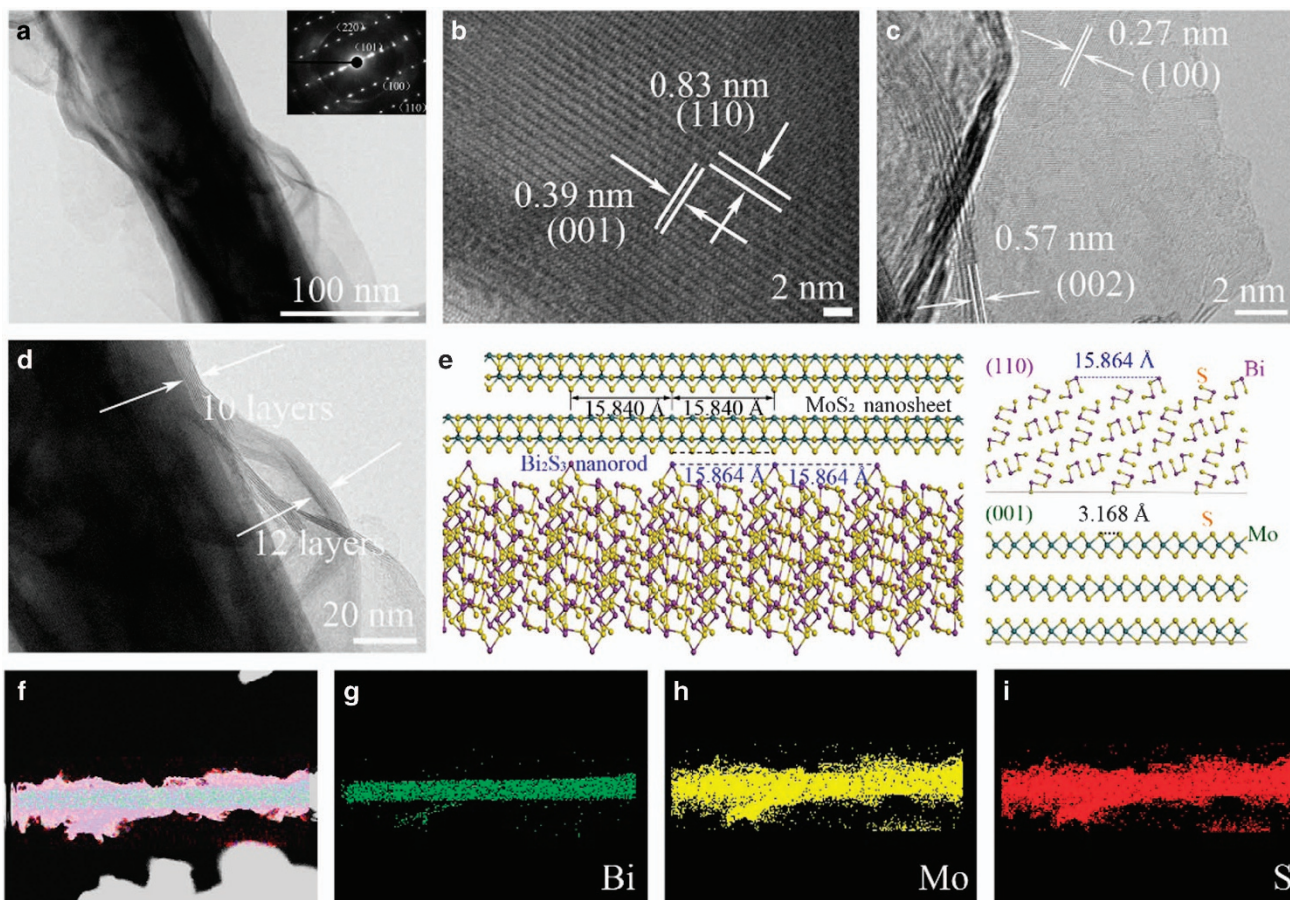 a
⟨220⟩
⟨101⟩
⟨100⟩
⟨110⟩
100 nm
b
0.83 nm
(110)
0.39 nm
(001)
2 nm
c
0.27 nm
(100)
0.57 nm
(002)
2 nm
d
10 layers
12 layers
20 nm
e
15.840 Å
15.840 Å
MoS₂ nanosheet
Bi₂S₃ nanorod
15.864 Å
15.864 Å
(110)
15.864 Å
S
Bi
(001)
3.168 Å
S
Mo
f
g
Bi
h
Mo
i
S